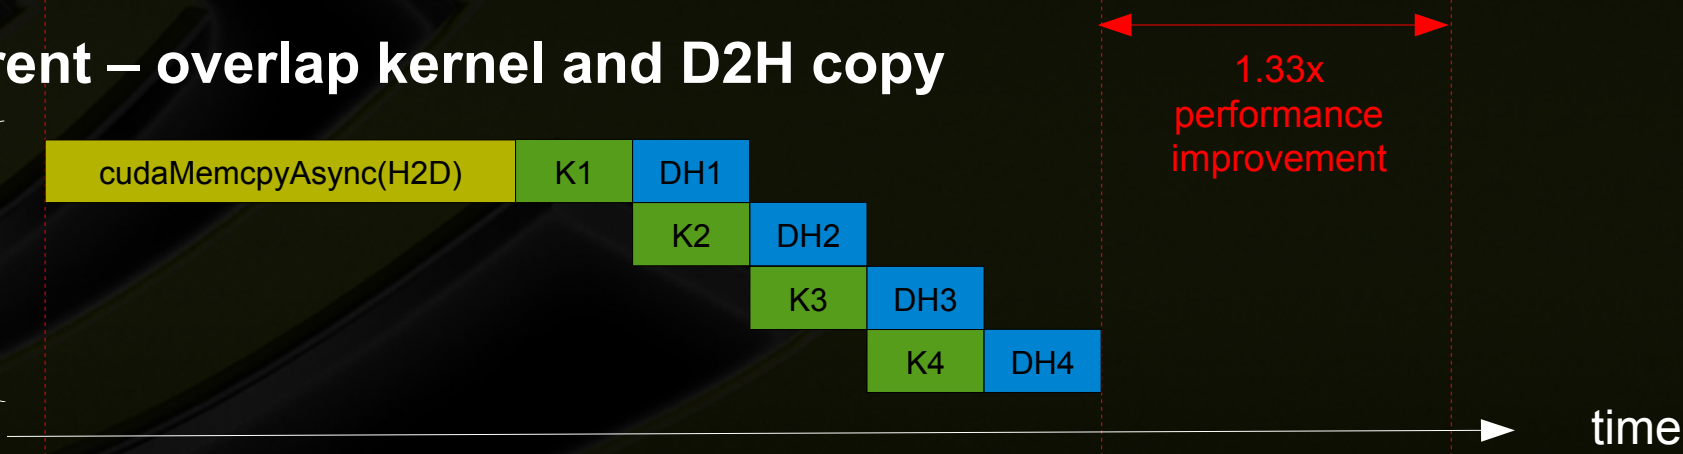 rent – overlap kernel and D2H copy
1.33x
performance
improvement
cudaMemcpyAsync(H2D) K1 DH1
K2 DH2
K3 DH3
K4 DH4
time